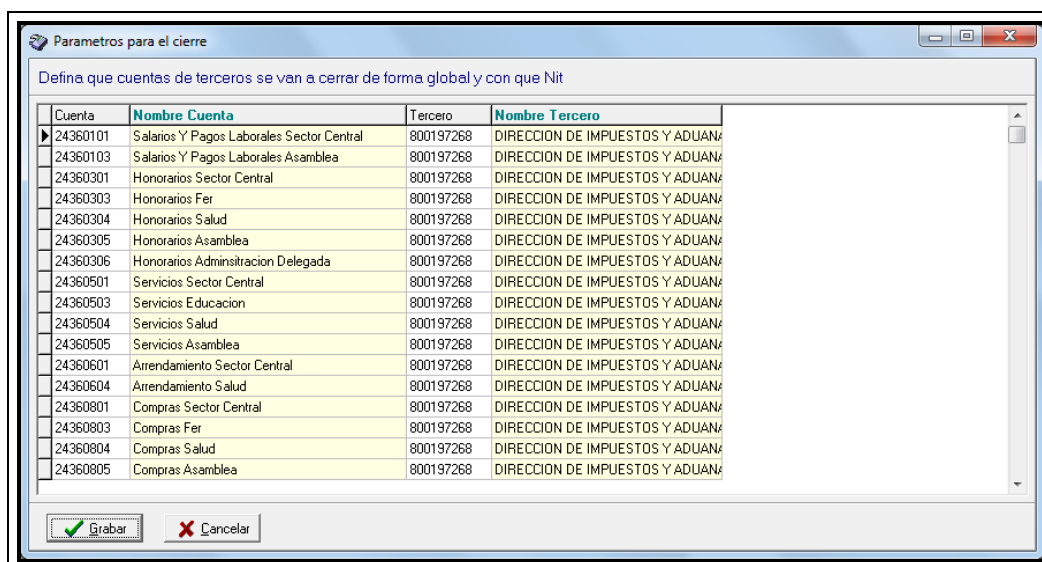 Parametros para el cierre
Defina que cuentas de terceros se van a cerrar de forma global y con que Nit
Cuenta Nombre Cuenta Tercero Nombre Tercero
24360101 Salarios Y Pagos Laborales Sector Central 800197268 DIRECCION DE IMPUESTOS Y ADUANA
24360103 Salarios Y Pagos Laborales Asamblea 800197268 DIRECCION DE IMPUESTOS Y ADUANA
24360301 Honorarios Sector Central 800197268 DIRECCION DE IMPUESTOS Y ADUANA
24360303 Honorarios Fer 800197268 DIRECCION DE IMPUESTOS Y ADUANA
24360304 Honorarios Salud 800197268 DIRECCION DE IMPUESTOS Y ADUANA
24360305 Honorarios Asamblea 800197268 DIRECCION DE IMPUESTOS Y ADUANA
24360306 Honorarios Adminsitracion Delegada 800197268 DIRECCION DE IMPUESTOS Y ADUANA
24360501 Servicios Sector Central 800197268 DIRECCION DE IMPUESTOS Y ADUANA
24360503 Servicios Educacion 800197268 DIRECCION DE IMPUESTOS Y ADUANA
24360504 Servicios Salud 800197268 DIRECCION DE IMPUESTOS Y ADUANA
24360505 Servicios Asamblea 800197268 DIRECCION DE IMPUESTOS Y ADUANA
24360601 Arrendamiento Sector Central 800197268 DIRECCION DE IMPUESTOS Y ADUANA
24360604 Arrendamiento Salud 800197268 DIRECCION DE IMPUESTOS Y ADUANA
24360801 Compras Sector Central 800197268 DIRECCION DE IMPUESTOS Y ADUANA
24360803 Compras Fer 800197268 DIRECCION DE IMPUESTOS Y ADUANA
24360804 Compras Salud 800197268 DIRECCION DE IMPUESTOS Y ADUANA
24360805 Compras Asamblea 800197268 DIRECCION DE IMPUESTOS Y ADUANA
Grabar Cancelar